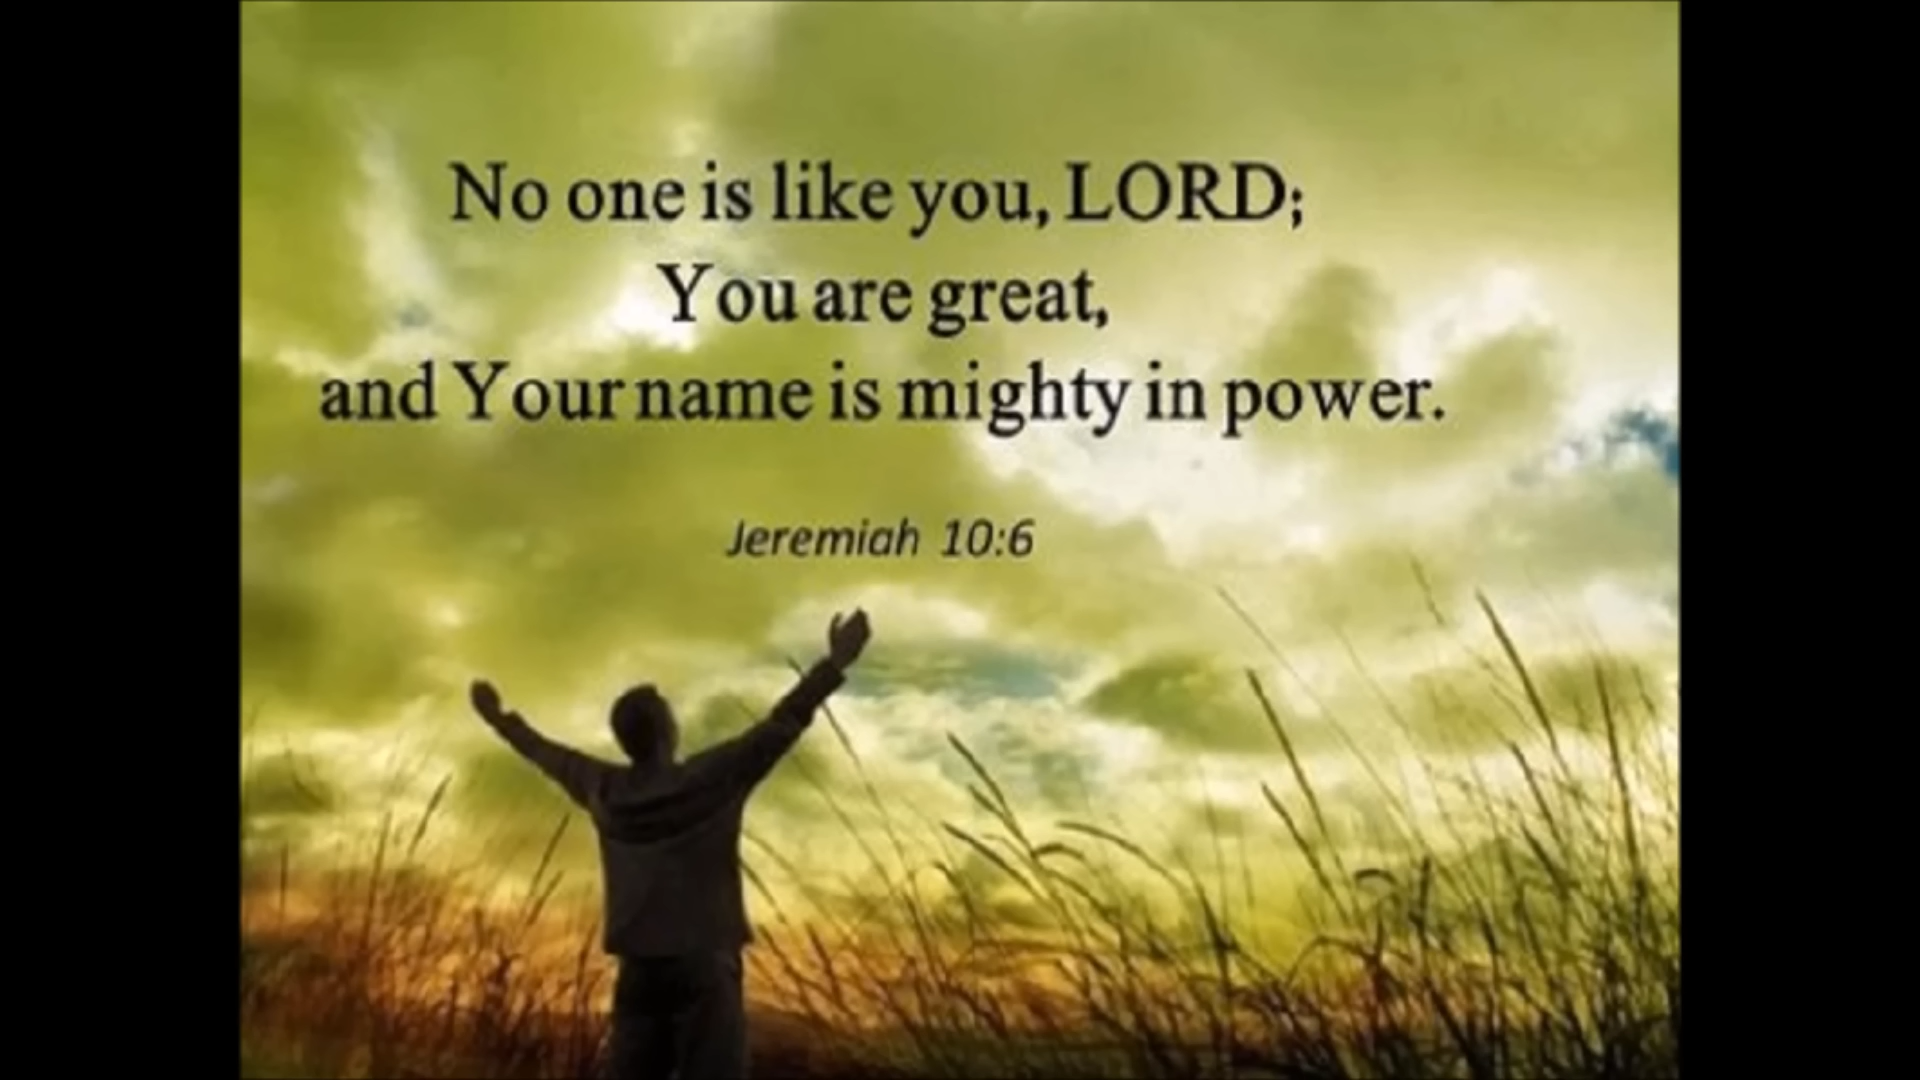 No one is like you, LORD;
You are great,
and Your name is mighty in power.
Jeremiah 10:6